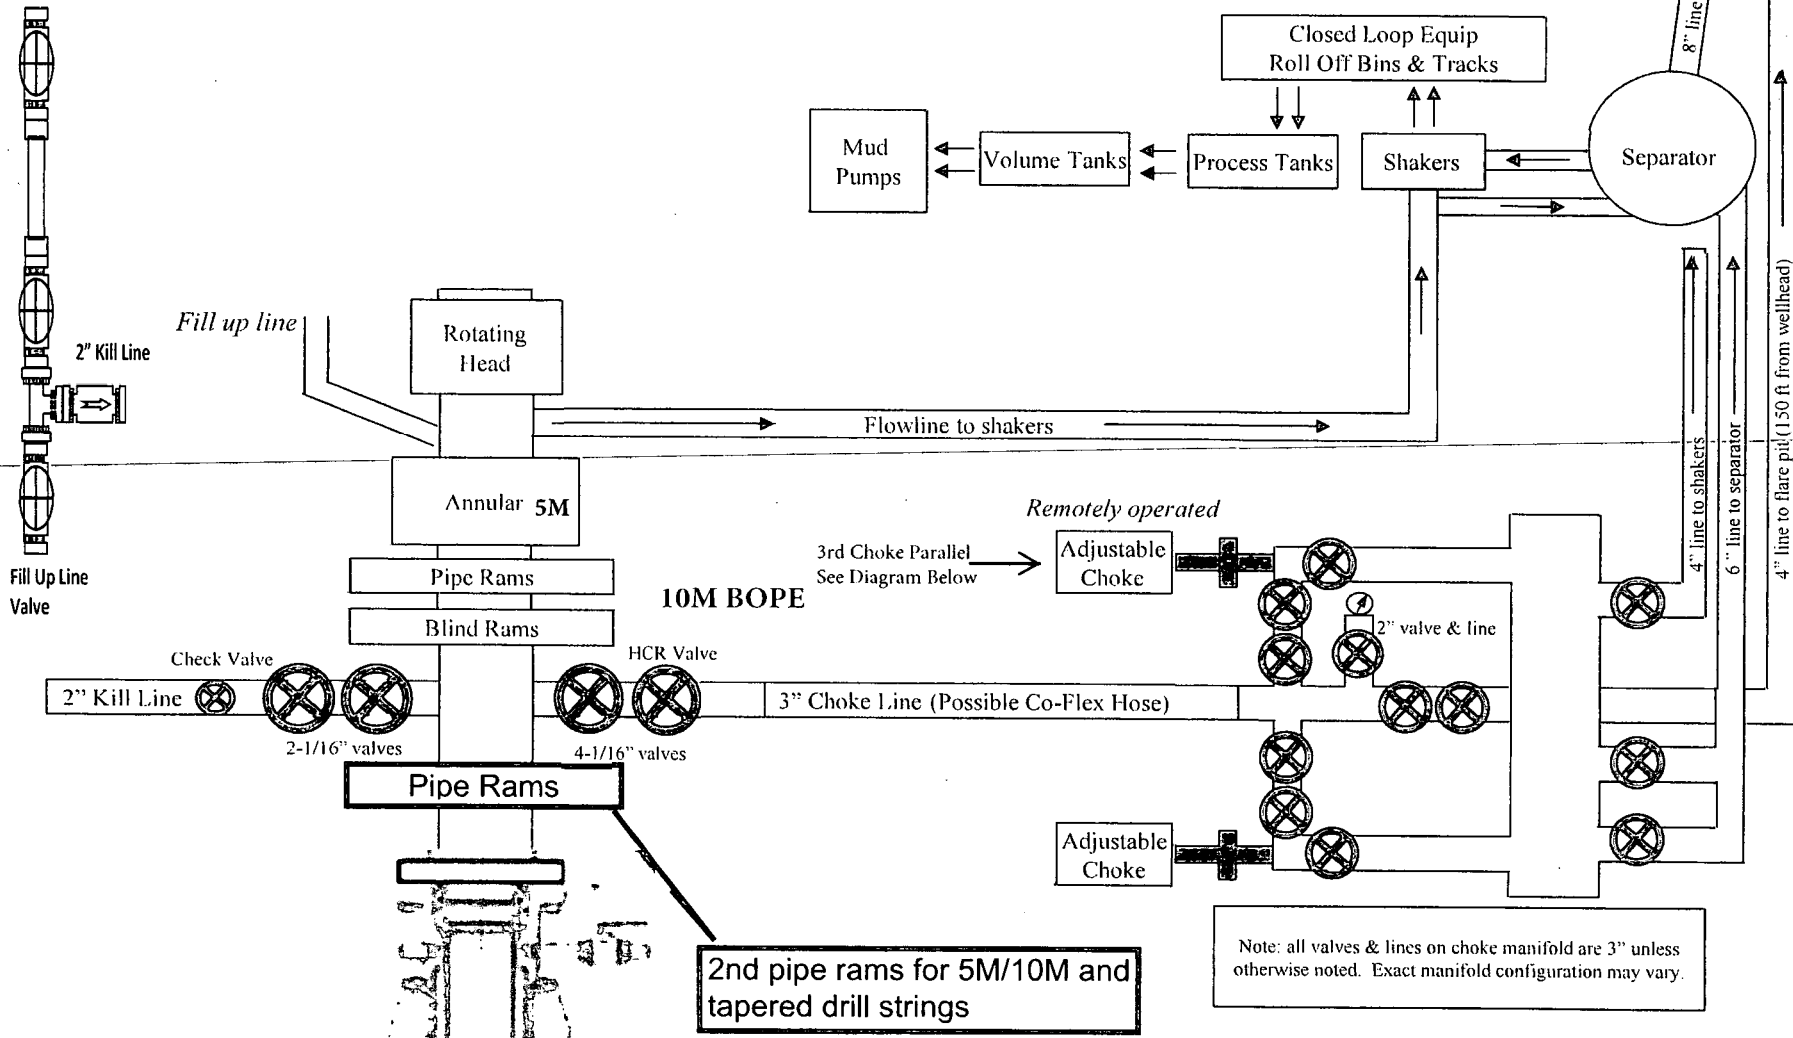 Closed Loop Equip
Roll Off Bins & Tracks
8” line
Mud
Pumps
Volume Tanks
Process Tanks
Shakers
Separator
Fill up line
Rotating
Head
2” Kill Line
Flowline to shakers
Annular 5M
Remotely operated
3rd Choke Parallel
See Diagram Below
Adjustable
Choke
Fill Up Line
Valve
Pipe Rams
10M BOPE
Blind Rams
2” valve & line
4” line to shakers
6 ” line to separator
4” line to flare pit (150 ft from wellhead)
Check Valve
HCR Valve
2” Kill Line
3” Choke Line (Possible Co-Flex Hose)
2-1/16” valves
4-1/16” valves
Pipe Rams
Adjustable
Choke
2nd pipe rams for 5M/10M and
tapered drill strings
Note: all valves & lines on choke manifold are 3” unless
otherwise noted. Exact manifold configuration may vary.